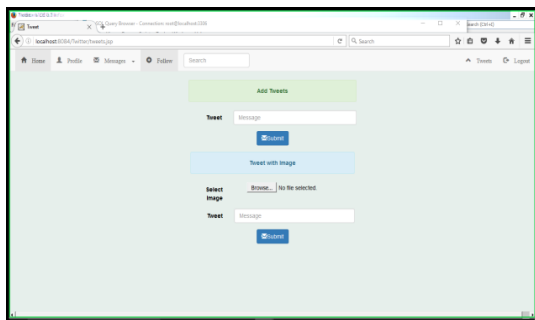 Tweet
SQL Query Browser - Connection: root@localhost:3306
localhost:8084/Twitter/tweets.jsp
Search
Home
Profile
Messages
Follow
Search
Tweets
Logout
Add Tweets
Tweet
Message
Submit
Tweet with Image
Select Image
Browse...
No file selected.
Tweet
Message
Submit